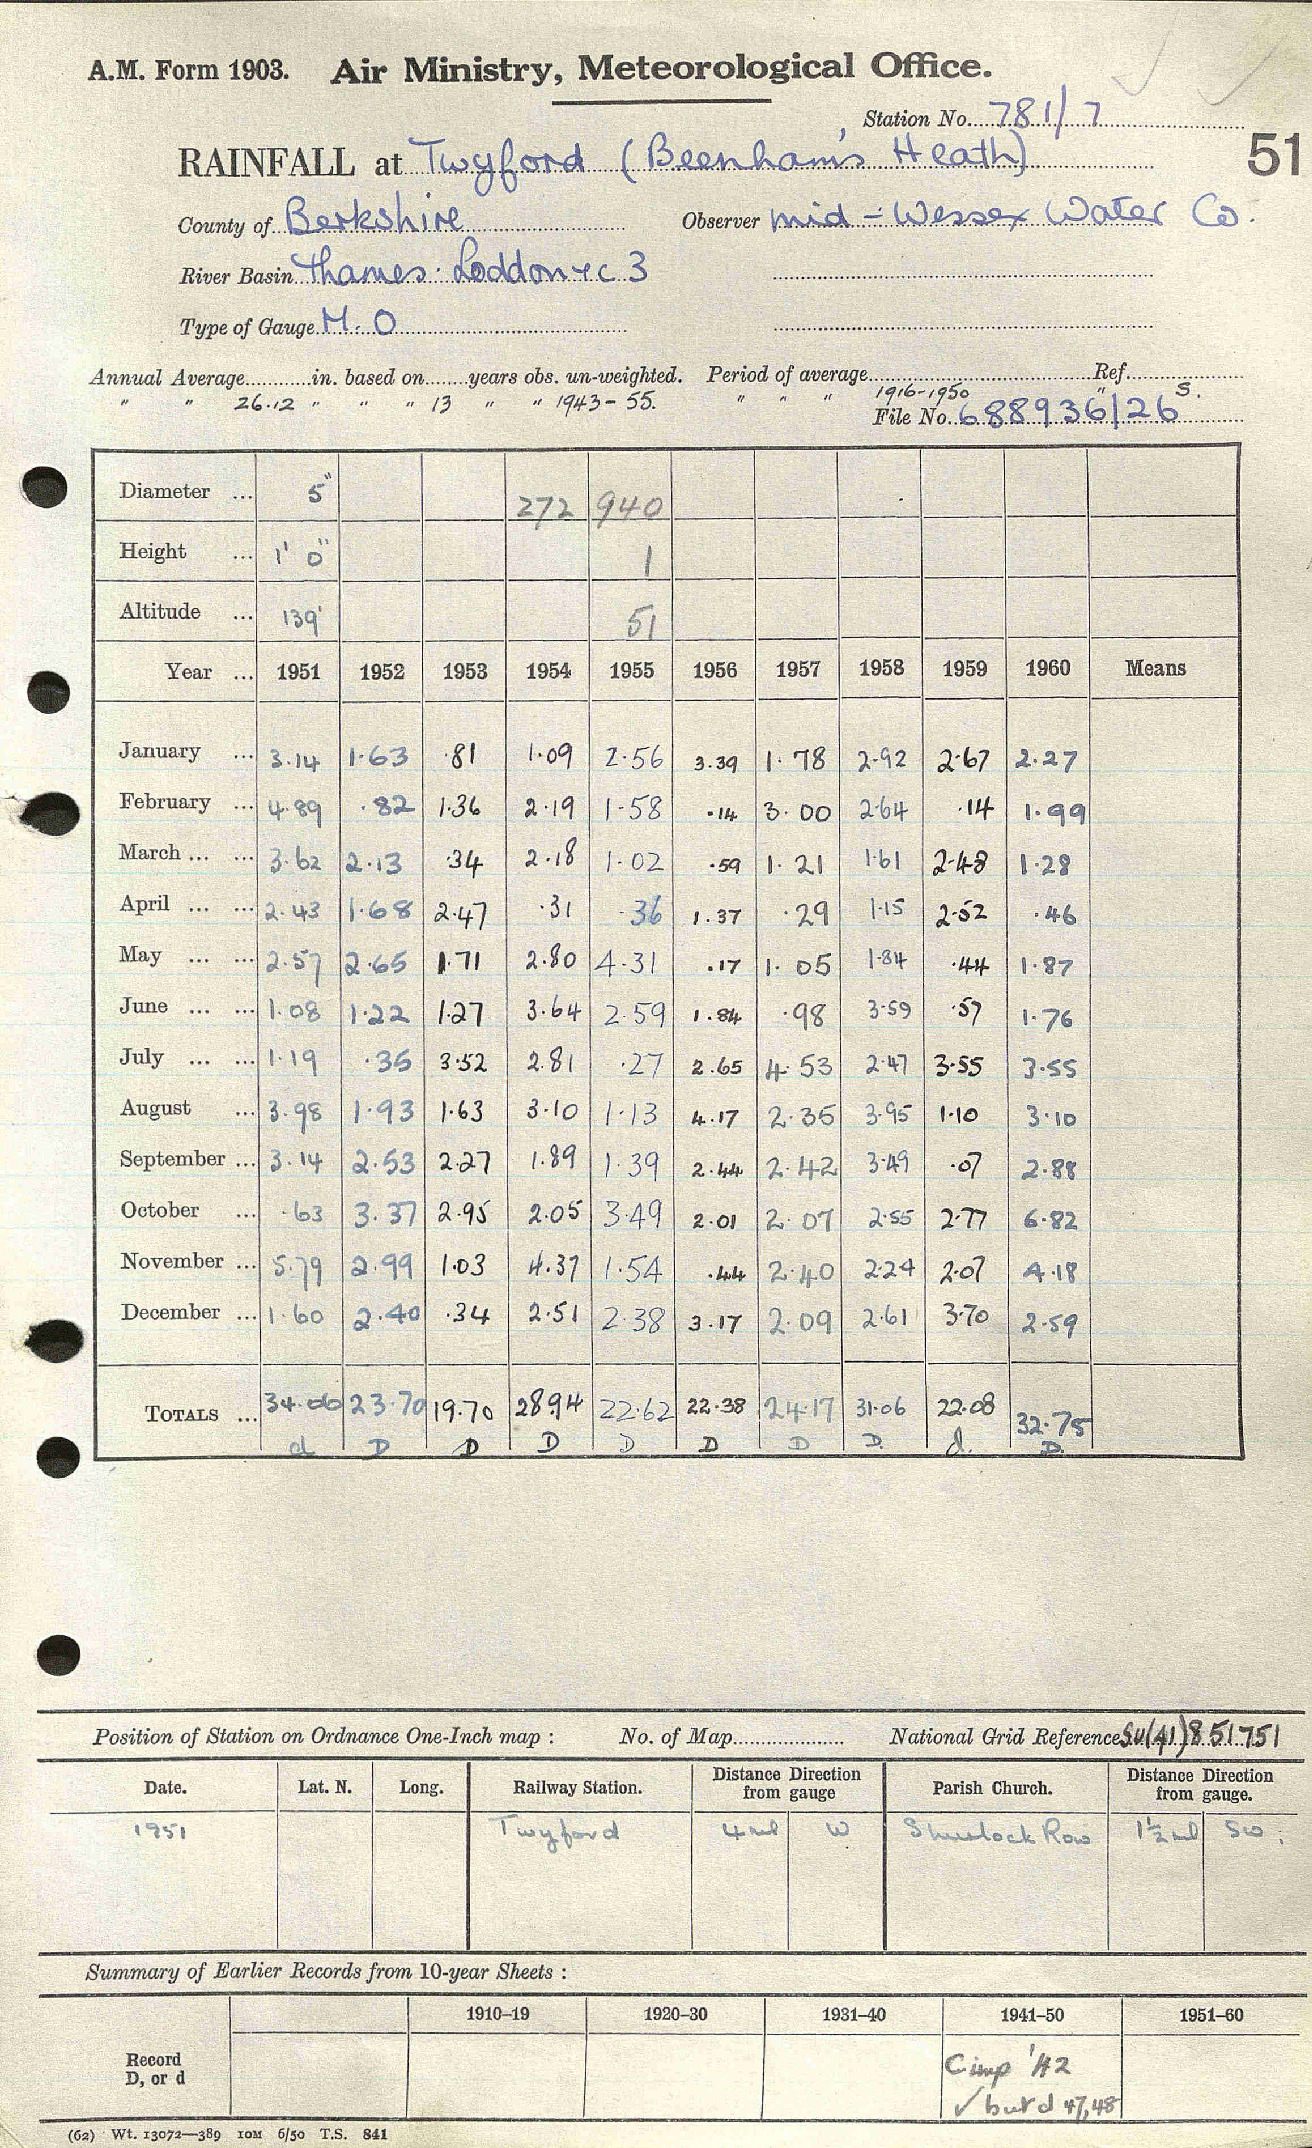 A.M. Form 1903. Air Ministry, Meteorological Office.
Station No. 781/7
RAINFALL at Twyford (Beenham's Heath)
51
County of Berkshire Observer Mid-Wessex Water Co.
River Basin Thames: Loddon &c 3
Type of Gauge M.O
Annual Average in. based on years obs. un-weighted. Period of average Ref.
" " 26.12 " " " 13 " " 1943-55. " " " 1916-1950 " S.
File No. 688936/26
Diameter ... 5" 272 940
Height ... 1' 0" 1
Altitude ... 139' 51
Year ... 1951 1952 1953 1954 1955 1956 1957 1958 1959 1960 Means
January ... 3.14 1.63 .81 1.09 2.56 3.39 1.78 2.92 2.67 2.27
February ... 4.89 .82 1.36 2.19 1.58 .14 3.00 2.64 .14 1.99
March ... ... 3.62 2.13 .34 2.18 1.02 .59 1.21 1.61 2.48 1.28
April ... ... 2.43 1.68 2.47 .31 .36 1.37 .29 1.15 2.52 .46
May ... ... 2.57 2.65 1.71 2.80 4.31 .17 1.05 1.84 .44 1.87
June ... ... 1.08 1.22 1.27 3.64 2.59 1.84 .98 3.59 .57 1.76
July ... ... 1.19 .35 3.52 2.81 .27 2.65 4.53 2.47 3.55 3.55
August ... 3.98 1.93 1.63 3.10 1.13 4.17 2.35 3.95 1.10 3.10
September ... 3.14 2.53 2.27 1.89 1.39 2.44 2.42 3.49 .07 2.88
October ... .63 3.37 2.95 2.05 3.49 2.01 2.07 2.55 2.77 6.82
November ... 5.79 2.99 1.03 4.37 1.54 .44 2.40 2.24 2.07 4.18
December ... 1.60 2.40 .34 2.51 2.38 3.17 2.09 2.61 3.70 2.59
TOTALS ... 34.06 23.70 19.70 28.94 22.62 22.38 24.17 31.06 22.08 32.75
d D D D D D D D. d. D.
Position of Station on Ordnance One-Inch map : No. of Map National Grid Reference SU(41)851751
Date. Lat. N. Long. Railway Station. Distance Direction from gauge Parish Church. Distance Direction from gauge.
1951 Twyford 4 ml W Shurlock Row 1½ ml SW.
Summary of Earlier Records from 10-year Sheets :
1910–19 1920–30 1931–40 1941–50 1951–60
Record D, or d
Cimp '42
✓ but d 47,48
(62) Wt. 13072—389 10M 6/50 T.S. 841